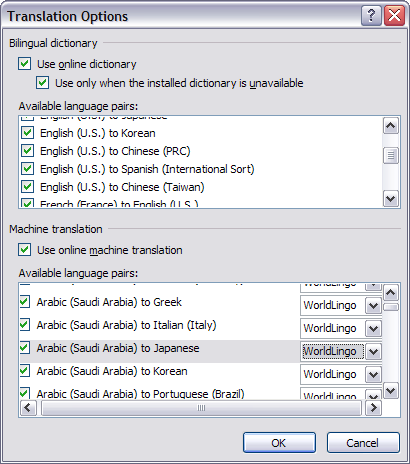 Translation Options
Bilingual dictionary
Use online dictionary
Use only when the installed dictionary is unavailable
Available language pairs:
English (U.S.) to Japanese
English (U.S.) to Korean
English (U.S.) to Chinese (PRC)
English (U.S.) to Spanish (International Sort)
English (U.S.) to Chinese (Taiwan)
French (France) to English (U.S.)
Machine translation
Use online machine translation
Available language pairs:
WorldLingo
Arabic (Saudi Arabia) to Greek WorldLingo
Arabic (Saudi Arabia) to Italian (Italy) WorldLingo
Arabic (Saudi Arabia) to Japanese WorldLingo
Arabic (Saudi Arabia) to Korean WorldLingo
Arabic (Saudi Arabia) to Portuguese (Brazil) WorldLingo
OK Cancel